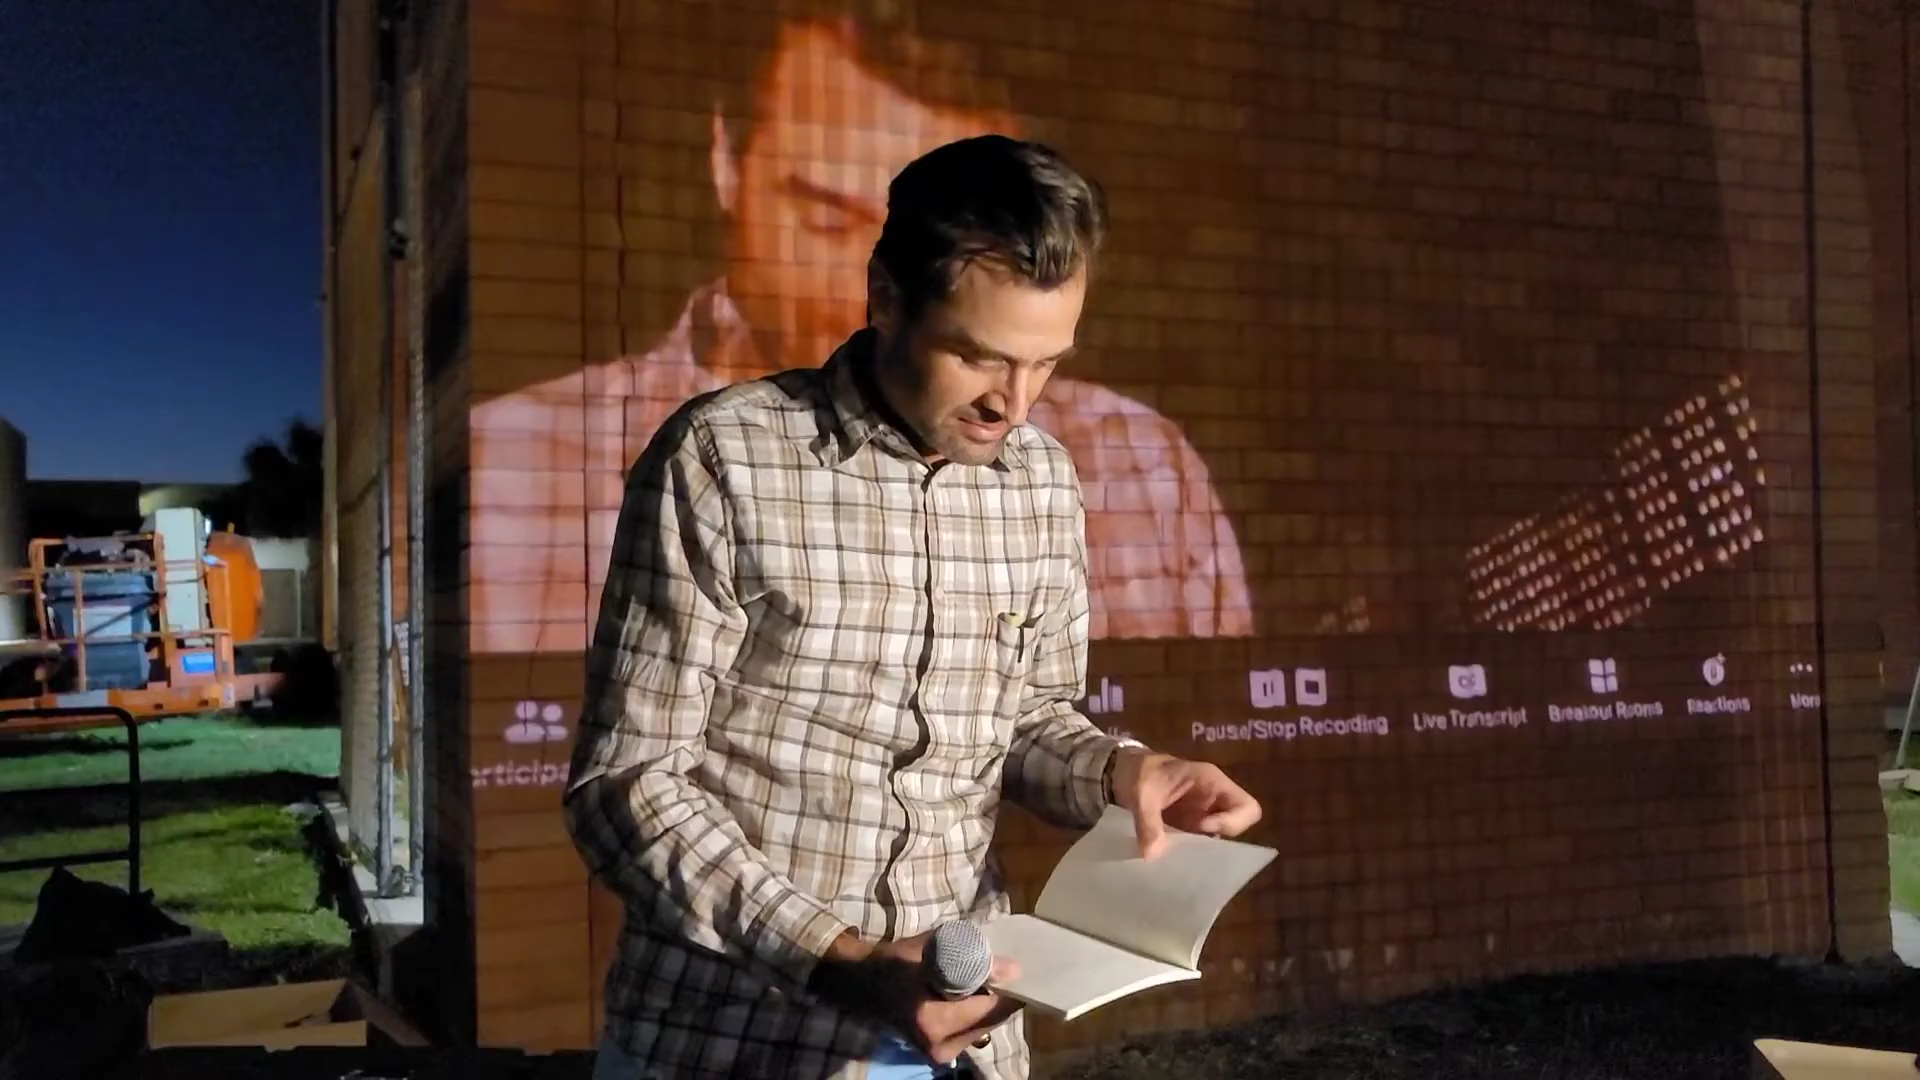 Pause/Stop Recording
Live Transcript
Breakout Rooms
Reactions
More